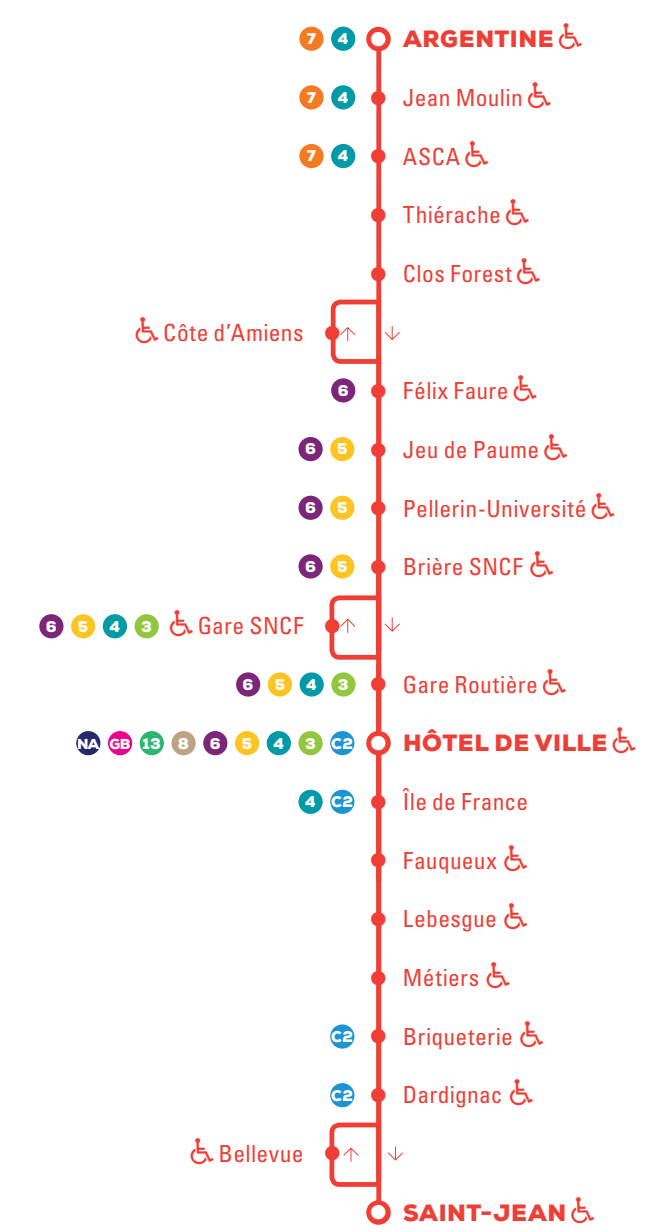 7 4 ARGENTINE
7 4 Jean Moulin
7 4 ASCA
Thiérache
Clos Forest
Côte d'Amiens
6 Félix Faure
6 5 Jeu de Paume
6 5 Pellerin-Université
6 5 Brière SNCF
6 5 4 3 Gare SNCF
6 5 4 3 Gare Routière
NA GB 13 8 6 5 4 3 C2 HÔTEL DE VILLE
4 C2 Île de France
Fauqueux
Lebesgue
Métiers
C2 Briqueterie
C2 Dardignac
Bellevue
SAINT-JEAN